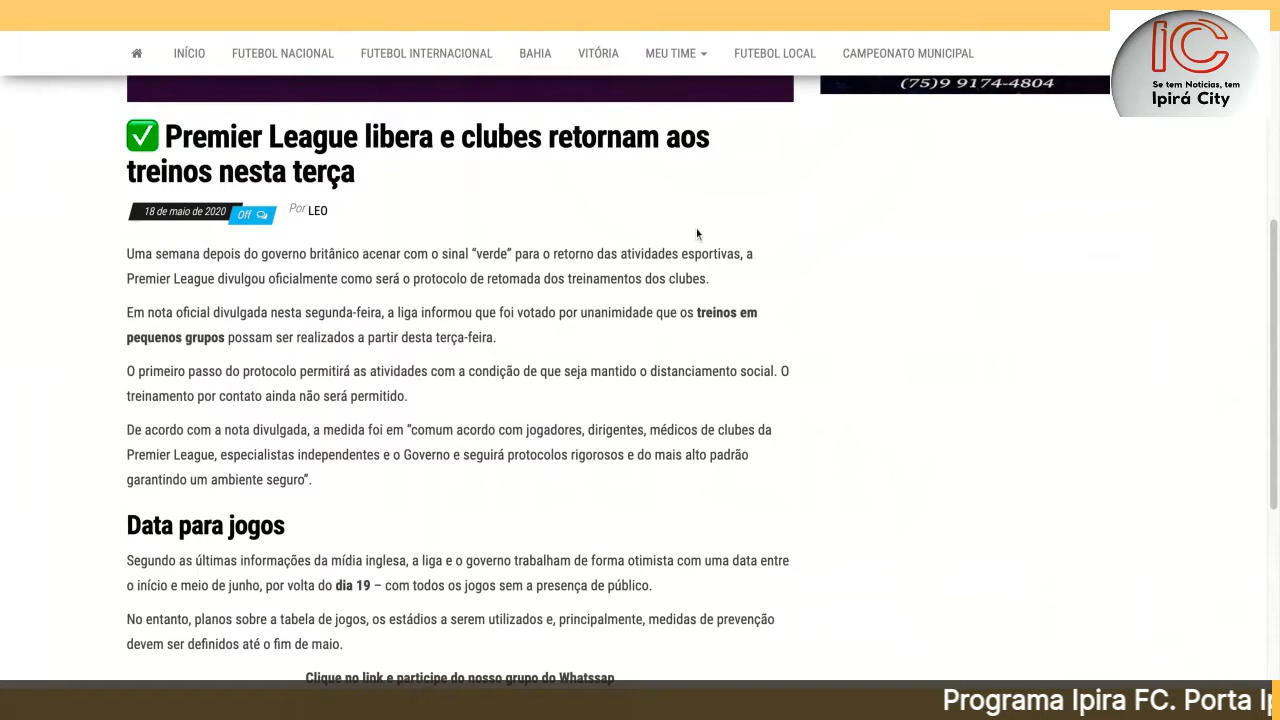 INÍCIO FUTEBOL NACIONAL FUTEBOL INTERNACIONAL BAHIA VITÓRIA MEU TIME FUTEBOL LOCAL CAMPEONATO MUNICIPAL
IC
Se tem Notícias, tem
Ipirá City
(75)9 9174-4804
✅ Premier League libera e clubes retornam aos
treinos nesta terça
18 de maio de 2020 Off Por LEO
Uma semana depois do governo britânico acenar com o sinal “verde” para o retorno das atividades esportivas, a
Premier League divulgou oficialmente como será o protocolo de retomada dos treinamentos dos clubes.
Em nota oficial divulgada nesta segunda-feira, a liga informou que foi votado por unanimidade que os treinos em
pequenos grupos possam ser realizados a partir desta terça-feira.
O primeiro passo do protocolo permitirá as atividades com a condição de que seja mantido o distanciamento social. O
treinamento por contato ainda não será permitido.
De acordo com a nota divulgada, a medida foi em “comum acordo com jogadores, dirigentes, médicos de clubes da
Premier League, especialistas independentes e o Governo e seguirá protocolos rigorosos e do mais alto padrão
garantindo um ambiente seguro”.
Data para jogos
Segundo as últimas informações da mídia inglesa, a liga e o governo trabalham de forma otimista com uma data entre
o início e meio de junho, por volta do dia 19 – com todos os jogos sem a presença de público.
No entanto, planos sobre a tabela de jogos, os estádios a serem utilizados e, principalmente, medidas de prevenção
devem ser definidos até o fim de maio.
Clique no link e participe do nosso grupo do Whatssap
Programa Ipira FC. Porta